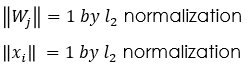 ‖W_j‖ = 1 by l_2 normalization
‖x_i‖ = 1 by l_2 normalization